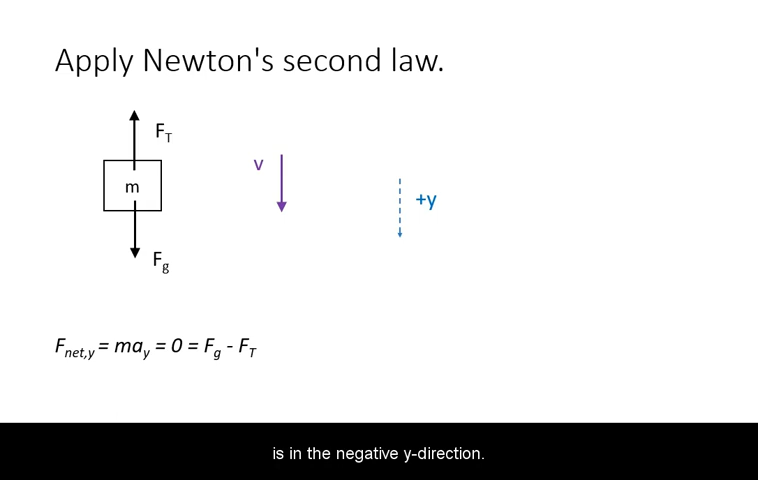 Apply Newton's second law.
F_T
v
m
+y
F_g
F_net,y = ma_y = 0 = F_g - F_T
is in the negative y-direction.